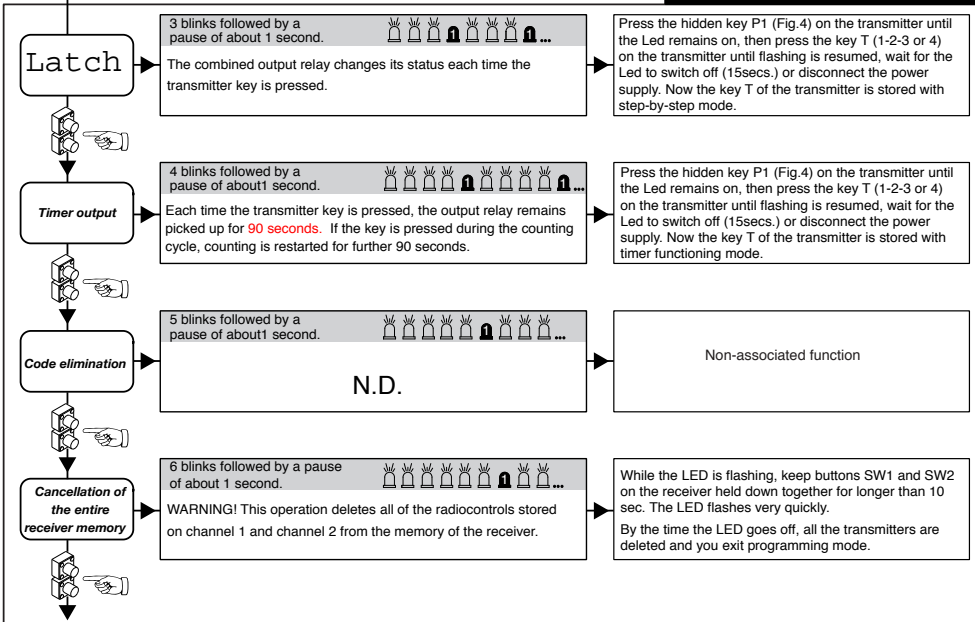 Latch
3 blinks followed by a
pause of about 1 second.
1 1...
The combined output relay changes its status each time the
transmitter key is pressed.
Press the hidden key P1 (Fig.4) on the transmitter until
the Led remains on, then press the key T (1-2-3 or 4)
on the transmitter until flashing is resumed, wait for the
Led to switch off (15secs.) or disconnect the power
supply. Now the key T of the transmitter is stored with
step-by-step mode.
Timer output
4 blinks followed by a
pause of about1 second.
1 1...
Each time the transmitter key is pressed, the output relay remains
picked up for 90 seconds. If the key is pressed during the counting
cycle, counting is restarted for further 90 seconds.
Press the hidden key P1 (Fig.4) on the transmitter until
the Led remains on, then press the key T (1-2-3 or 4)
on the transmitter until flashing is resumed, wait for the
Led to switch off (15secs.) or disconnect the power
supply. Now the key T of the transmitter is stored with
timer functioning mode.
Code elimination
5 blinks followed by a
pause of about1 second.
1 ...
N.D.
Non-associated function
Cancellation of
the entire
receiver memory
6 blinks followed by a pause
of about 1 second.
1 ...
WARNING! This operation deletes all of the radiocontrols stored
on channel 1 and channel 2 from the memory of the receiver.
While the LED is flashing, keep buttons SW1 and SW2
on the receiver held down together for longer than 10
sec. The LED flashes very quickly.
By the time the LED goes off, all the transmitters are
deleted and you exit programming mode.